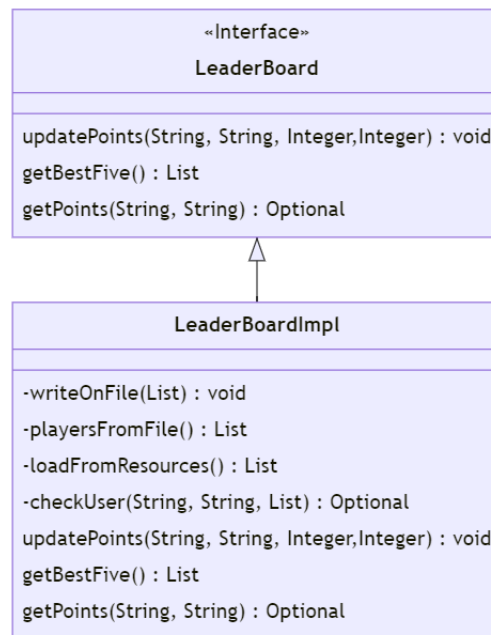 «Interface»
LeaderBoard
updatePoints(String, String, Integer,Integer) : void
getBestFive() : List
getPoints(String, String) : Optional
LeaderBoardImpl
-writeOnFile(List) : void
-playersFromFile() : List
-loadFromResources() : List
-checkUser(String, String, List) : Optional
updatePoints(String, String, Integer,Integer) : void
getBestFive() : List
getPoints(String, String) : Optional